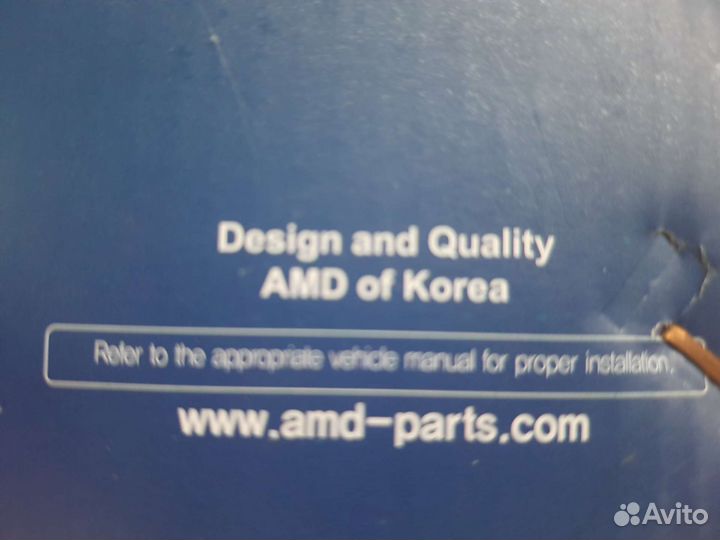 Design and Quality
AMD of Korea
Refer to the appropriate vehicle manual for proper installation.
www.amd-parts.com
Avito